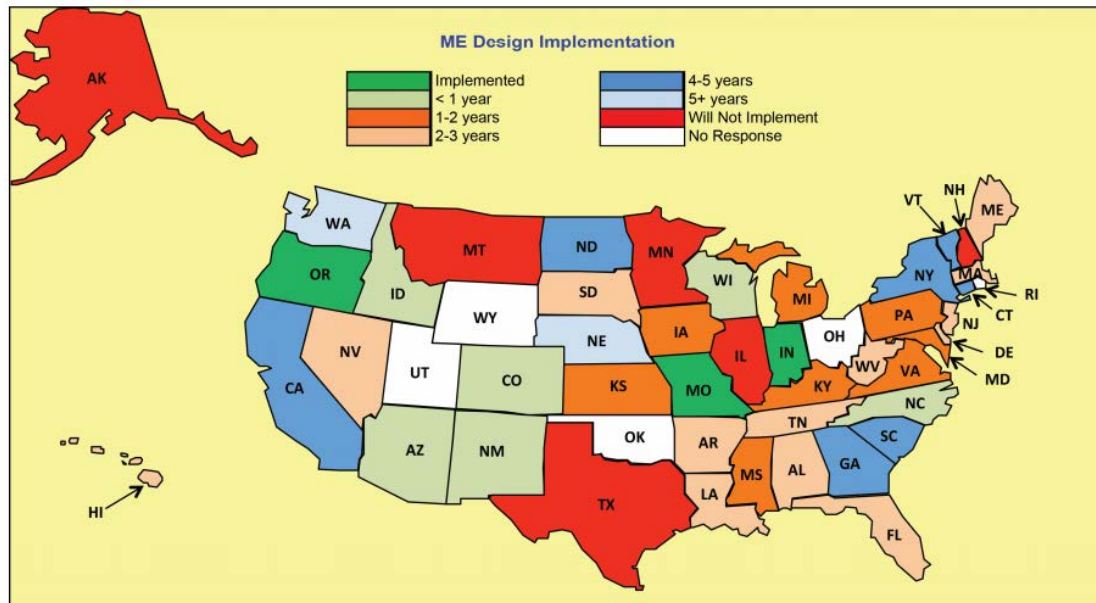 ME Design Implementation
Implemented
< 1 year
1-2 years
2-3 years
4-5 years
5+ years
Will Not Implement
No Response
AK
WA
MT
ND
MN
VT
NH
ME
OR
ID
SD
WI
MI
NY
MA
RI
CT
WY
NE
IA
PA
NJ
NV
UT
CO
KS
IL
IN
OH
WV
VA
DE
MD
CA
MO
KY
NC
AZ
NM
OK
AR
TN
SC
TX
LA
MS
AL
GA
FL
HI